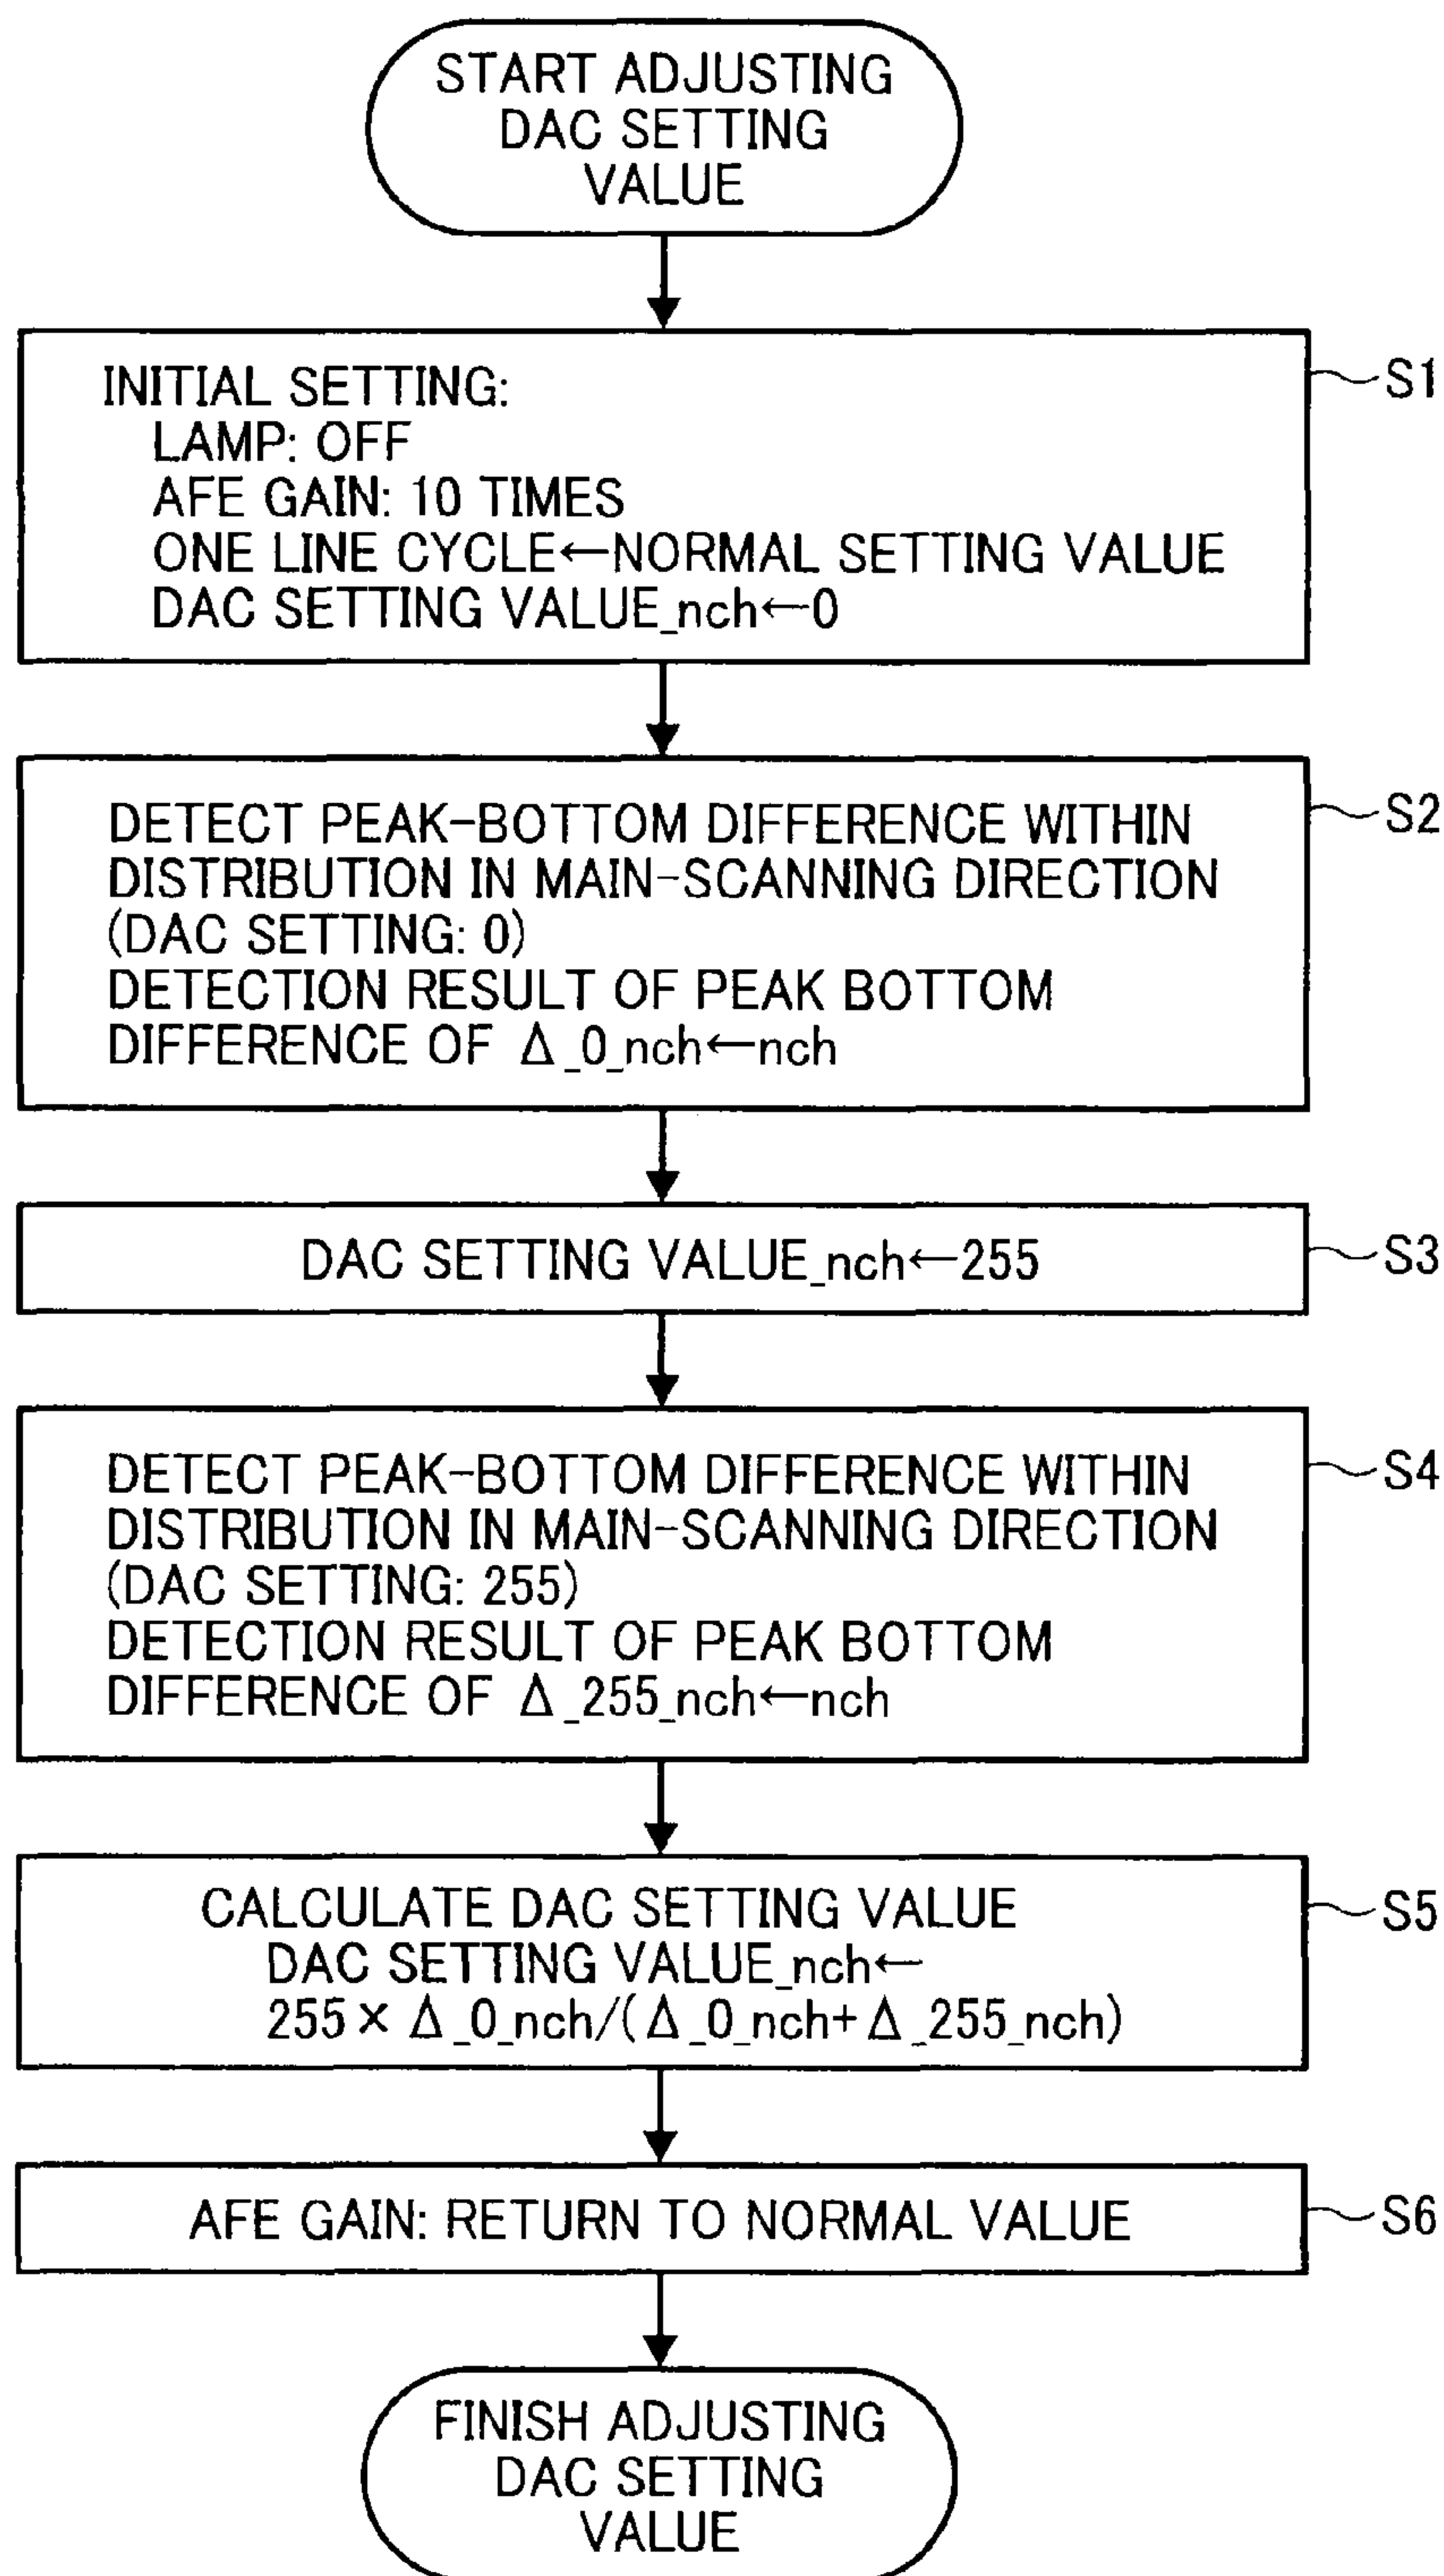 START ADJUSTING
DAC SETTING
VALUE
INITIAL SETTING:
LAMP: OFF
AFE GAIN: 10 TIMES
ONE LINE CYCLE←NORMAL SETTING VALUE
DAC SETTING VALUE_nch←0
S1
DETECT PEAK-BOTTOM DIFFERENCE WITHIN
DISTRIBUTION IN MAIN-SCANNING DIRECTION
(DAC SETTING: 0)
DETECTION RESULT OF PEAK BOTTOM
DIFFERENCE OF Δ_0_nch←nch
S2
DAC SETTING VALUE_nch←255
S3
DETECT PEAK-BOTTOM DIFFERENCE WITHIN
DISTRIBUTION IN MAIN-SCANNING DIRECTION
(DAC SETTING: 255)
DETECTION RESULT OF PEAK BOTTOM
DIFFERENCE OF Δ_255_nch←nch
S4
CALCULATE DAC SETTING VALUE
DAC SETTING VALUE_nch←
255×Δ_0_nch/(Δ_0_nch+Δ_255_nch)
S5
AFE GAIN: RETURN TO NORMAL VALUE
S6
FINISH ADJUSTING
DAC SETTING
VALUE